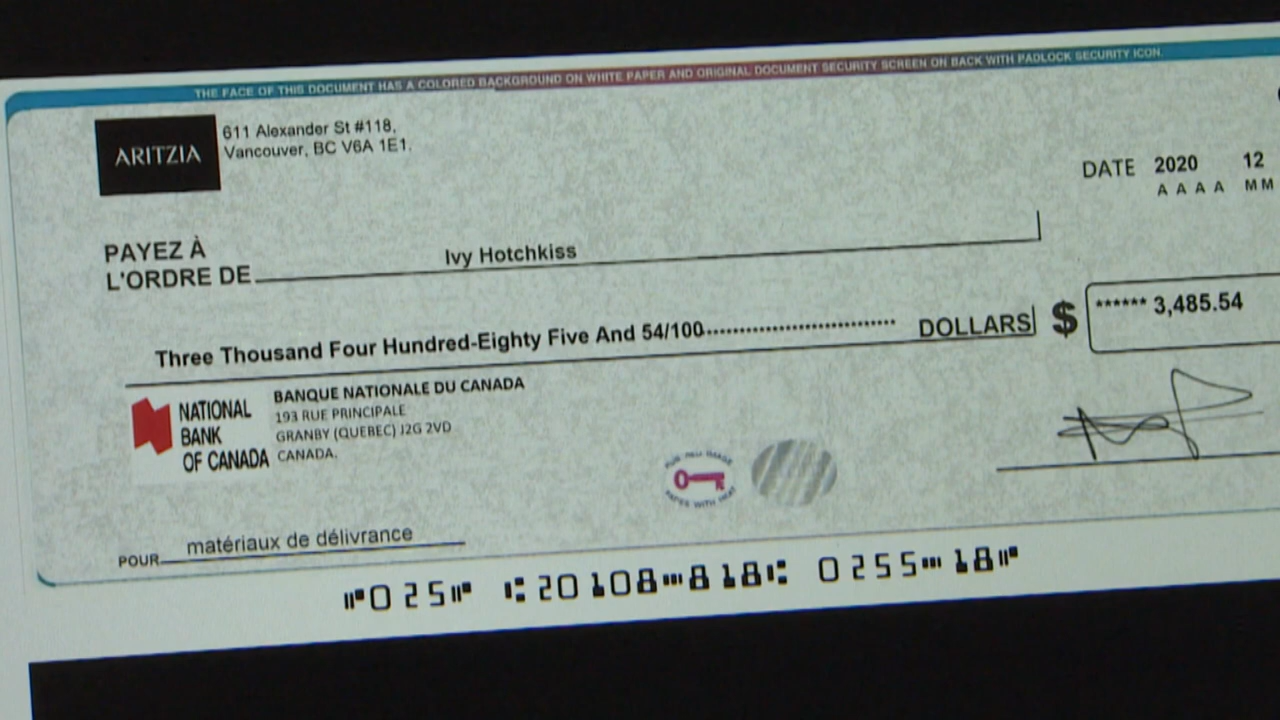 THE FACE OF THIS DOCUMENT HAS A COLORED BACKGROUND ON WHITE PAPER AND ORIGINAL DOCUMENT SECURITY SCREEN ON BACK WITH PADLOCK SECURITY ICON.
ARITZIA
611 Alexander St #118,
Vancouver, BC V6A 1E1.
DATE 2020 12
A A A A M M
PAYEZ À
L'ORDRE DE Ivy Hotchkiss
Three Thousand Four Hundred-Eighty Five And 54/100 DOLLARS
$ ****** 3,485.54
NATIONAL
BANK
OF CANADA
BANQUE NATIONALE DU CANADA
193 RUE PRINCIPALE
GRANBY (QUEBEC) J2G 2VD
CANADA.
POUR matériaux de délivrance
⑈025⑈ ⑆20108⑉818⑆ 0255⑉18⑈